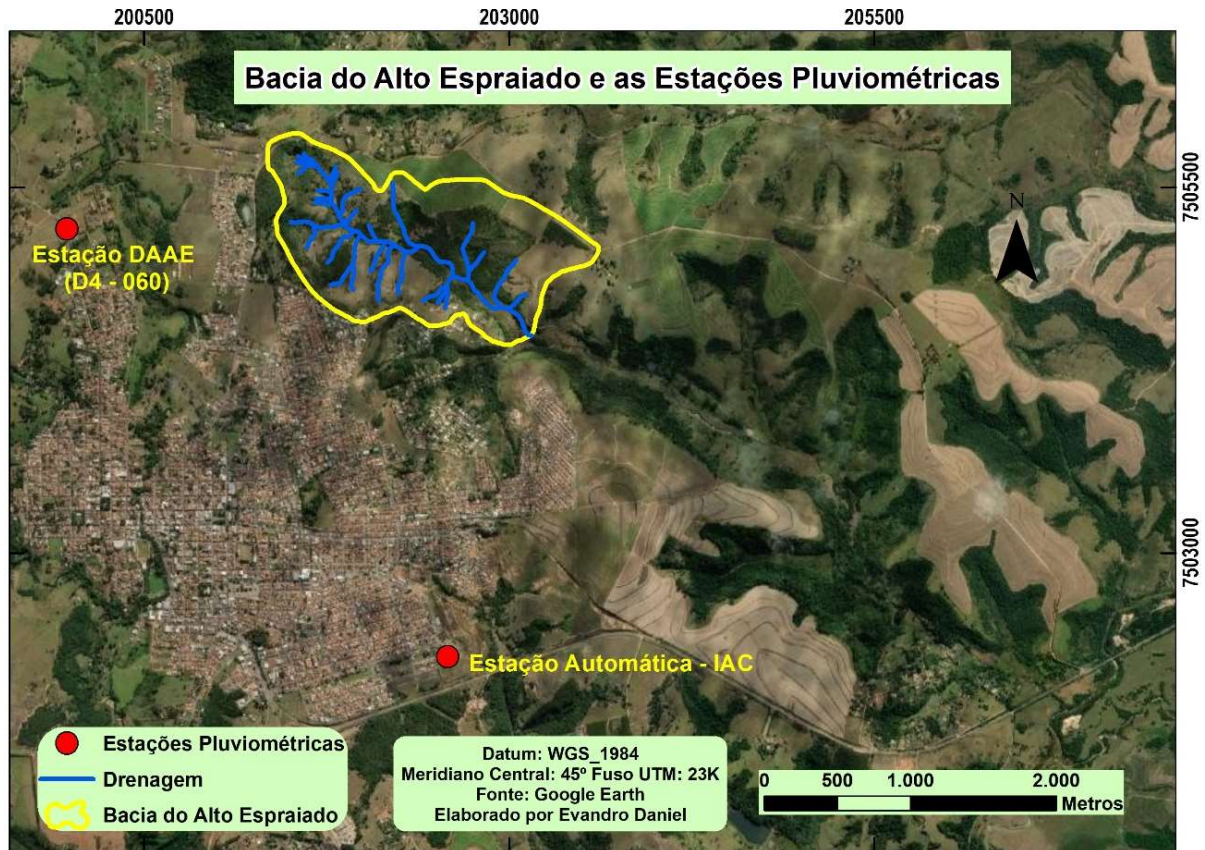 200500
203000
205500
Bacia do Alto Espraiado e as Estações Pluviométricas
7505500
N
Estação DAAE
(D4 - 060)
7503000
Estação Automática - IAC
Estações Pluviométricas
Drenagem
Bacia do Alto Espraiado
Datum: WGS_1984
Meridiano Central: 45º Fuso UTM: 23K
Fonte: Google Earth
Elaborado por Evandro Daniel
0 500 1.000 2.000
Metros